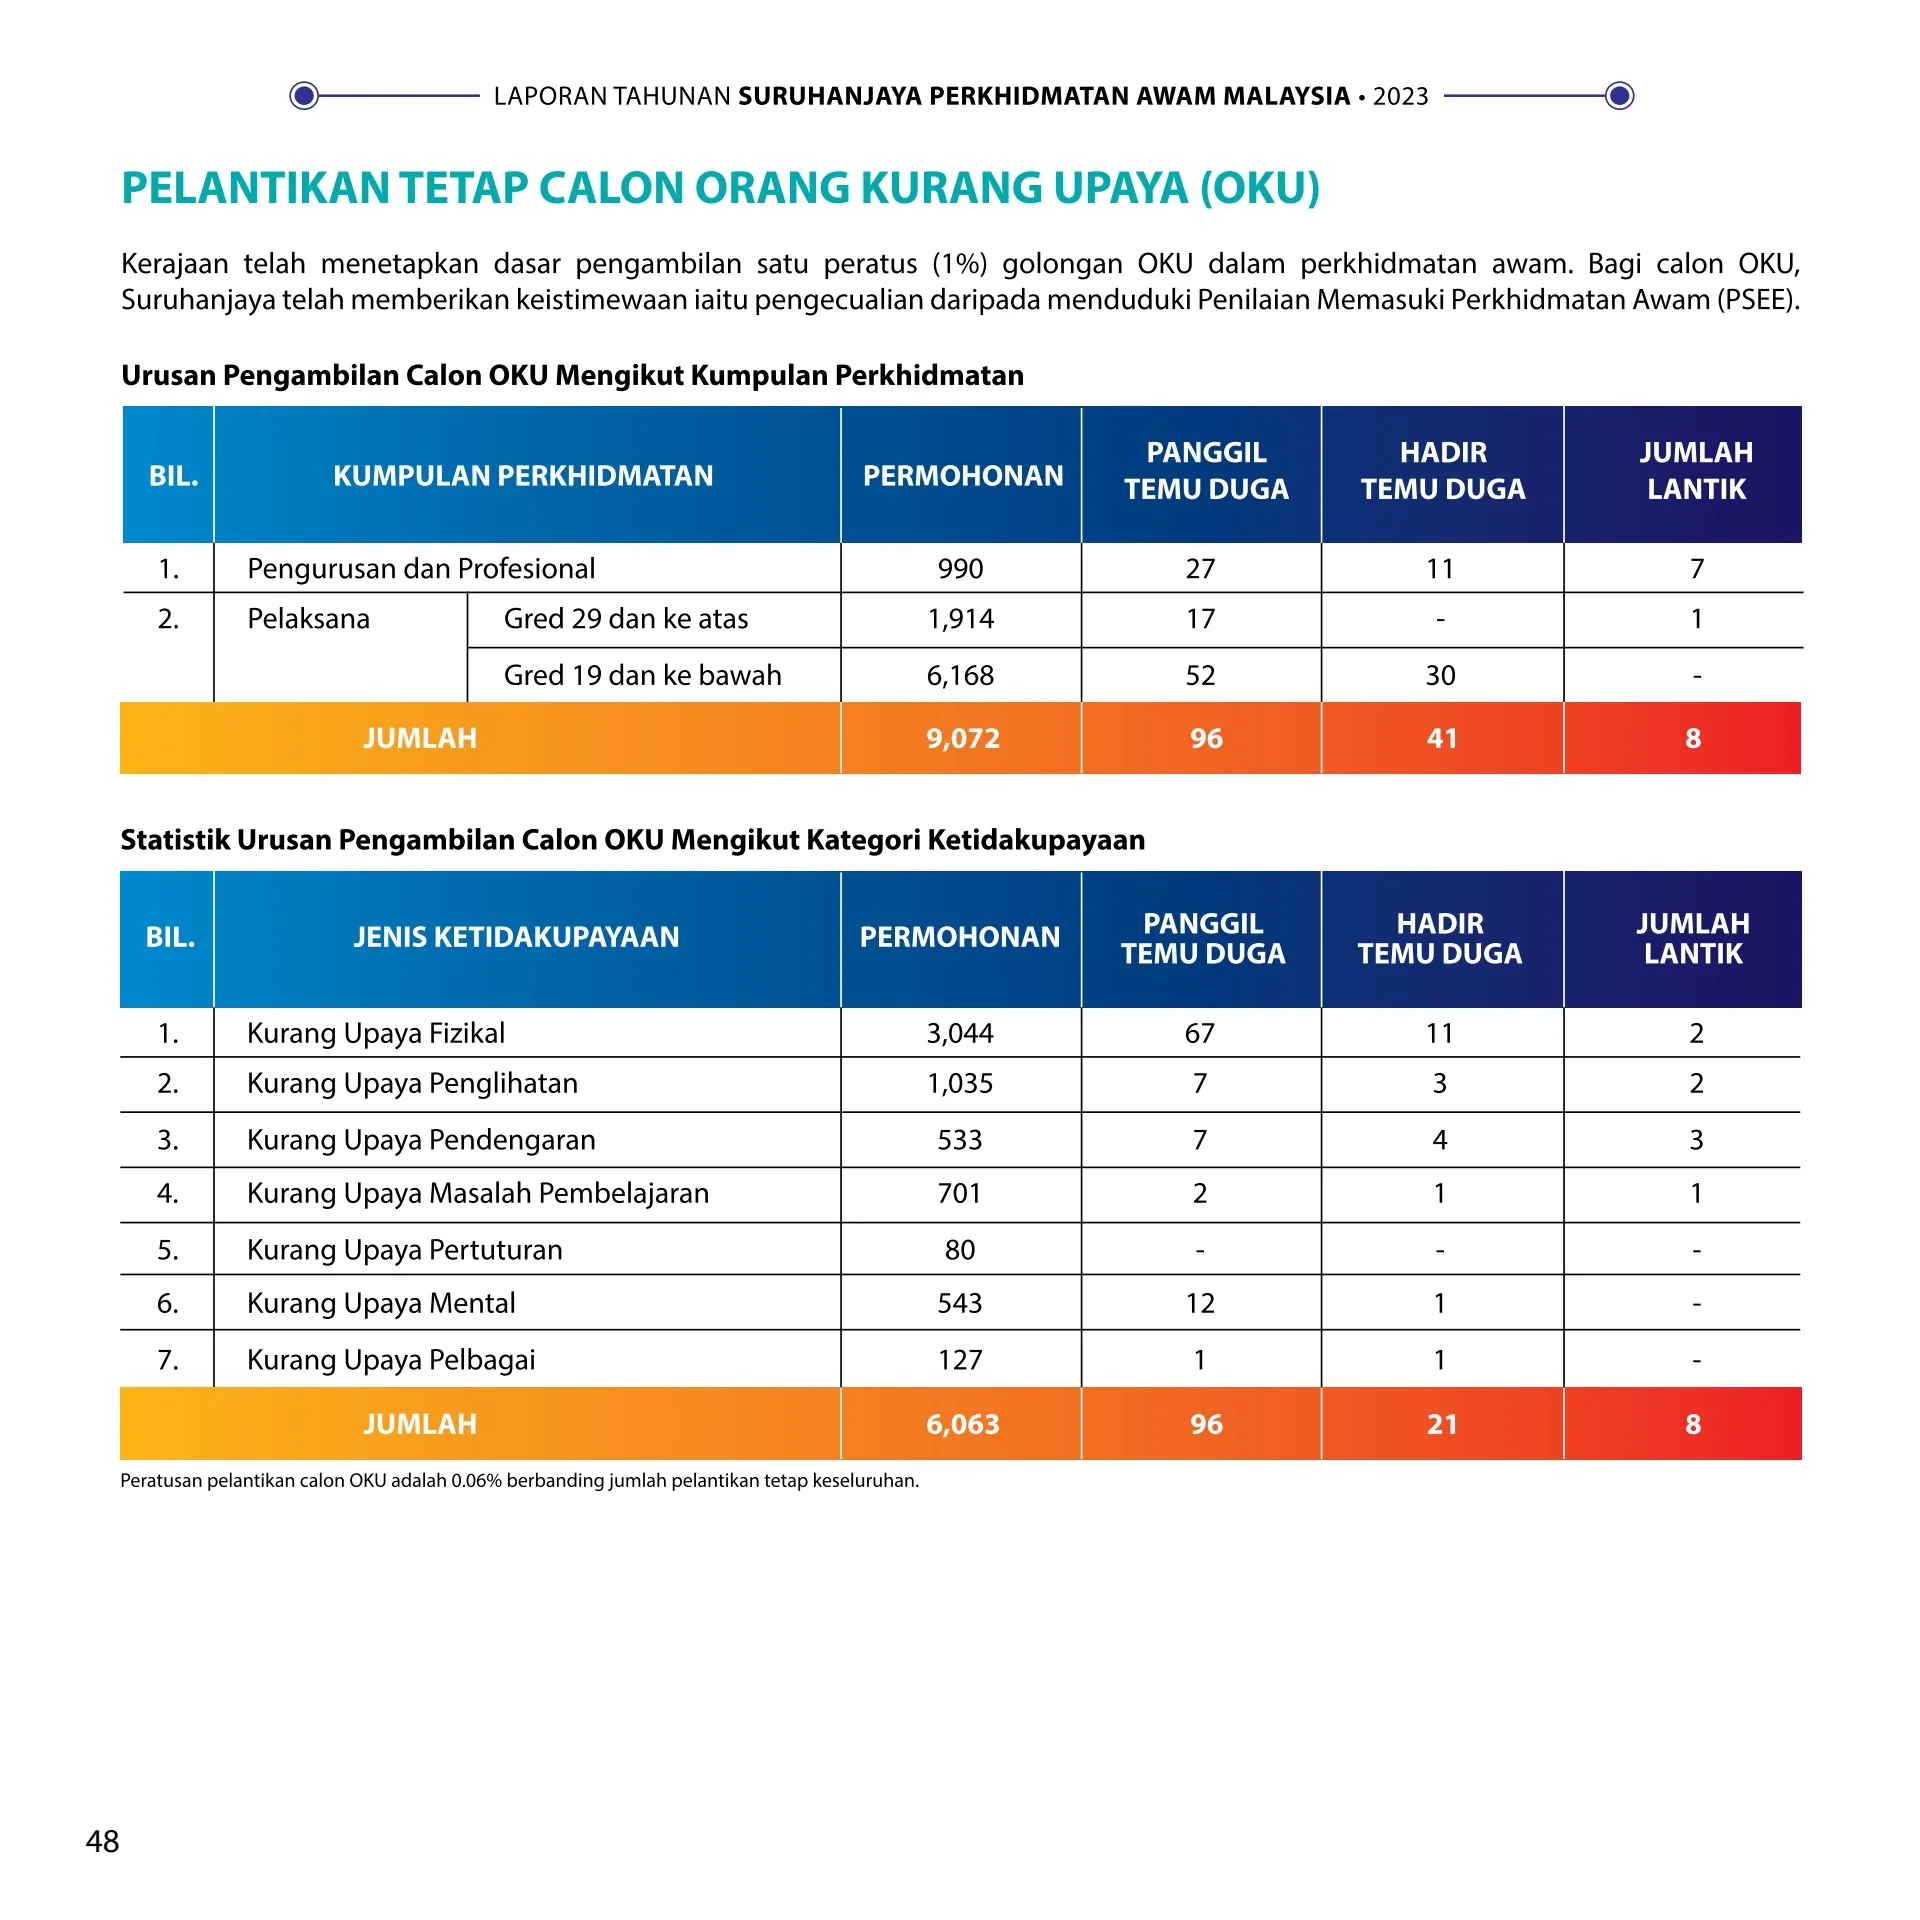 LAPORAN TAHUNAN SURUHANJAYA PERKHIDMATAN AWAM MALAYSIA • 2023
PELANTIKAN TETAP CALON ORANG KURANG UPAYA (OKU)
Kerajaan telah menetapkan dasar pengambilan satu peratus (1%) golongan OKU dalam perkhidmatan awam. Bagi calon OKU,
Suruhanjaya telah memberikan keistimewaan iaitu pengecualian daripada menduduki Penilaian Memasuki Perkhidmatan Awam (PSEE).
Urusan Pengambilan Calon OKU Mengikut Kumpulan Perkhidmatan
BIL. KUMPULAN PERKHIDMATAN PERMOHONAN PANGGIL TEMU DUGA HADIR TEMU DUGA JUMLAH LANTIK
1. Pengurusan dan Profesional 990 27 11 7
2. Pelaksana Gred 29 dan ke atas 1,914 17 - 1
Gred 19 dan ke bawah 6,168 52 30 -
JUMLAH 9,072 96 41 8
Statistik Urusan Pengambilan Calon OKU Mengikut Kategori Ketidakupayaan
BIL. JENIS KETIDAKUPAYAAN PERMOHONAN PANGGIL TEMU DUGA HADIR TEMU DUGA JUMLAH LANTIK
1. Kurang Upaya Fizikal 3,044 67 11 2
2. Kurang Upaya Penglihatan 1,035 7 3 2
3. Kurang Upaya Pendengaran 533 7 4 3
4. Kurang Upaya Masalah Pembelajaran 701 2 1 1
5. Kurang Upaya Pertuturan 80 - - -
6. Kurang Upaya Mental 543 12 1 -
7. Kurang Upaya Pelbagai 127 1 1 -
JUMLAH 6,063 96 21 8
Peratusan pelantikan calon OKU adalah 0.06% berbanding jumlah pelantikan tetap keseluruhan.
48